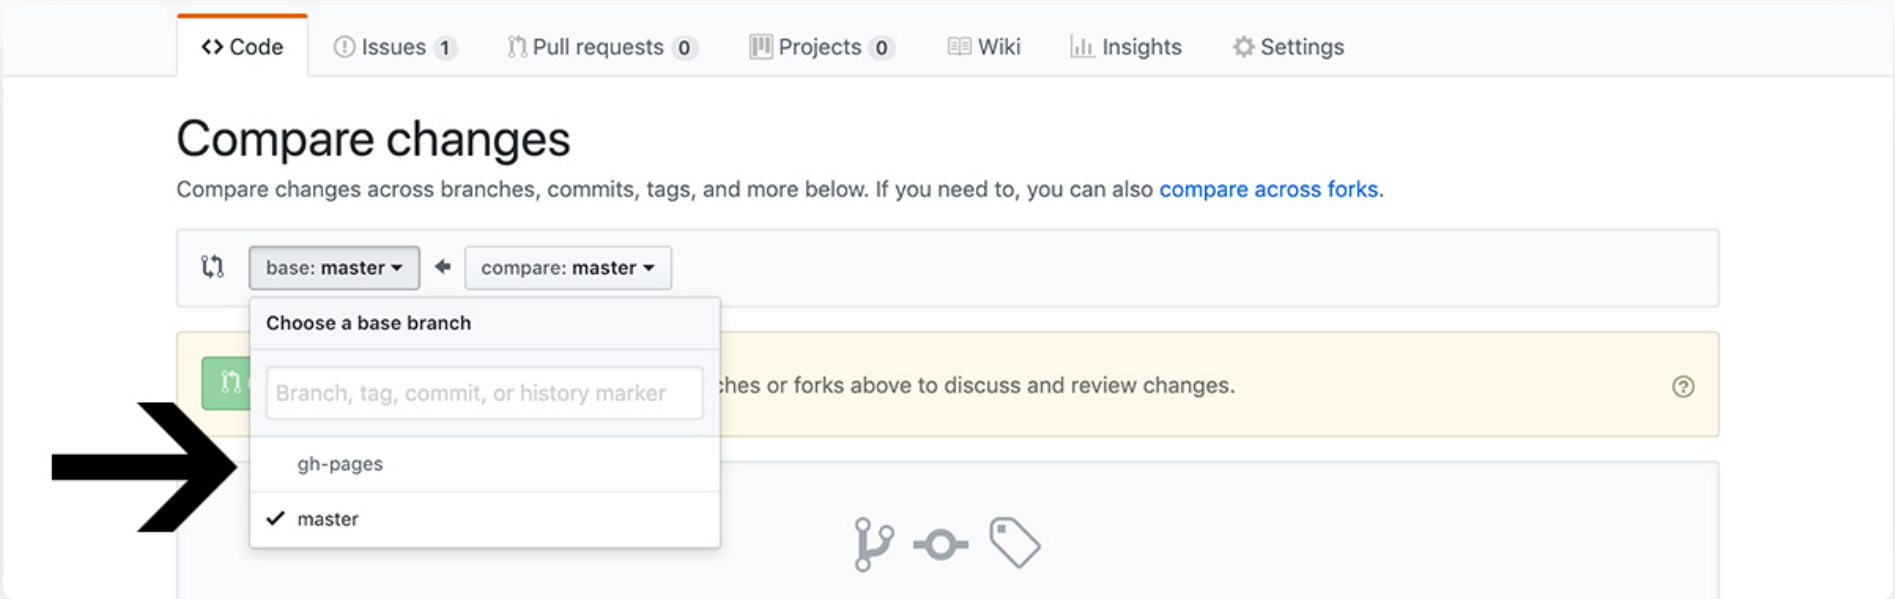 Code Issues 1 Pull requests 0 Projects 0 Wiki Insights Settings
Compare changes
Compare changes across branches, commits, tags, and more below. If you need to, you can also compare across forks.
base: master compare: master
Choose a base branch
Branch, tag, commit, or history marker
or forks above to discuss and review changes.
gh-pages
master